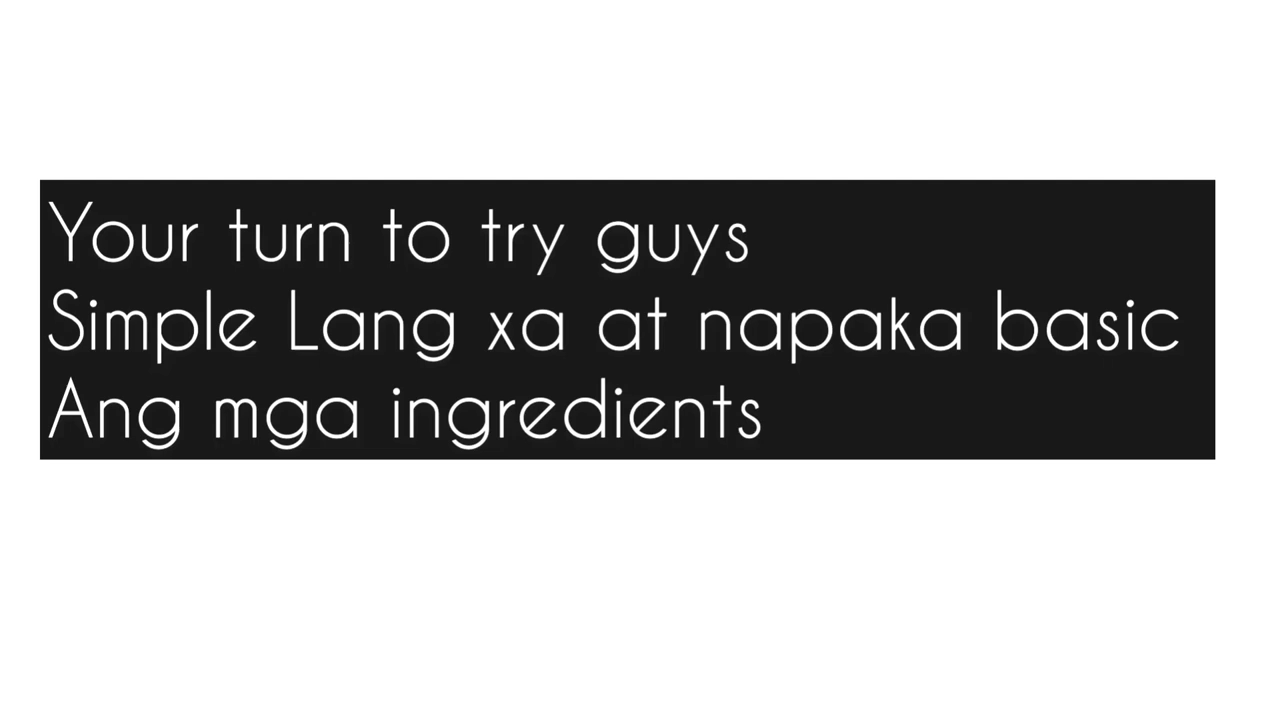 Your turn to try guys
Simple Lang xa at napaka basic
Ang mga ingredients